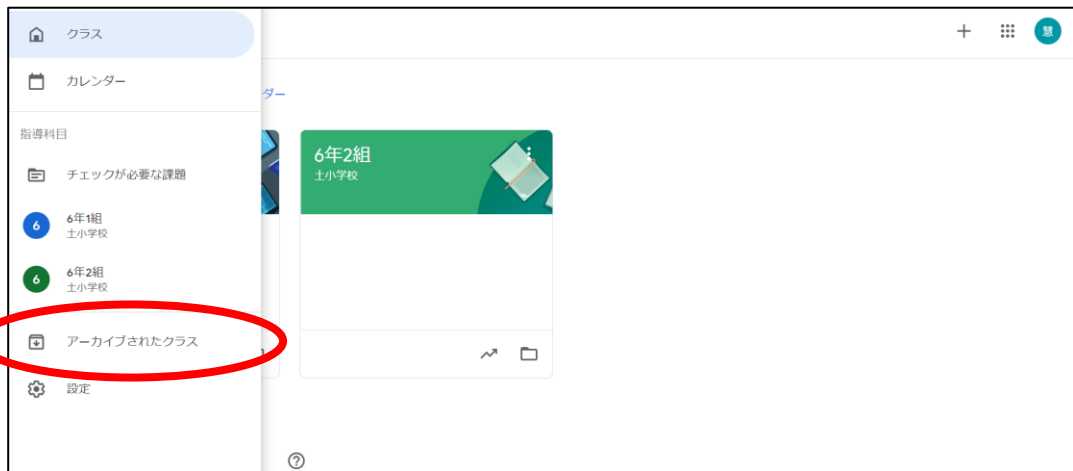 クラス
慧
カレンダー
ダー
指導科目
チェックが必要な課題
6
6年1組
土小学校
6
6年2組
土小学校
アーカイブされたクラス
設定
6年2組
土小学校